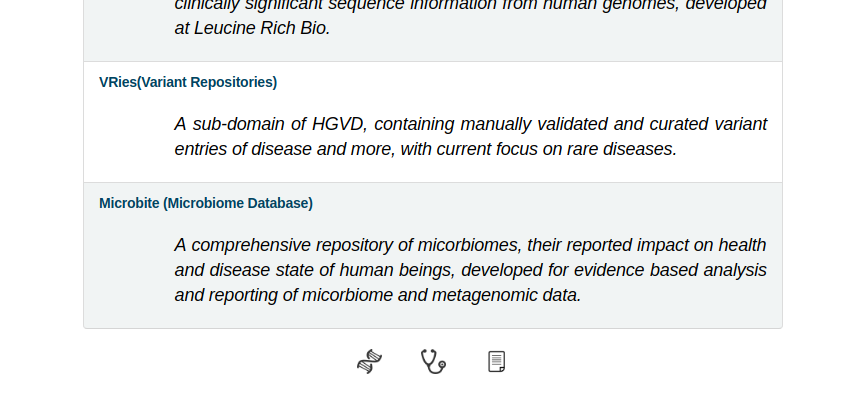 clinically significant sequence information from human genomes, developed
at Leucine Rich Bio.
VRies(Variant Repositories)
A sub-domain of HGVD, containing manually validated and curated variant
entries of disease and more, with current focus on rare diseases.
Microbite (Microbiome Database)
A comprehensive repository of micorbiomes, their reported impact on health
and disease state of human beings, developed for evidence based analysis
and reporting of micorbiome and metagenomic data.